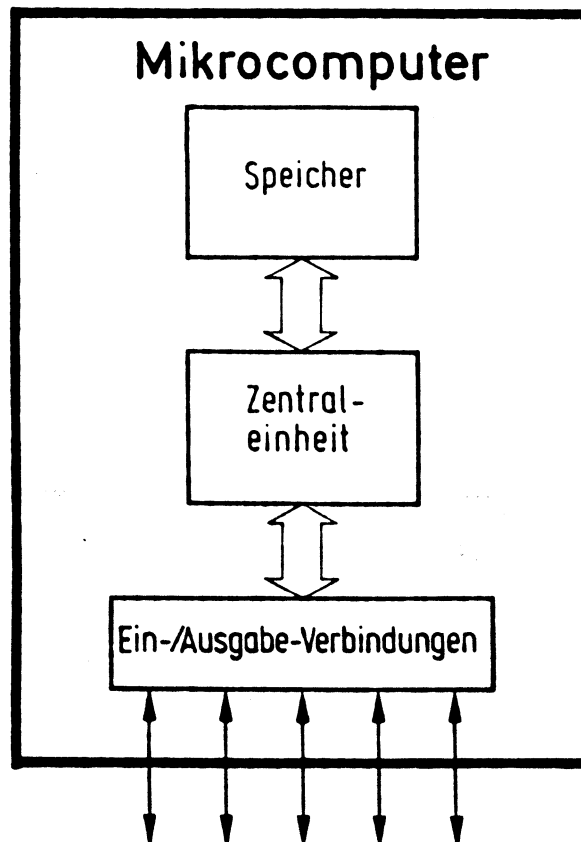 Mikrocomputer
Speicher
Zentral-
einheit
Ein-/Ausgabe-Verbindungen